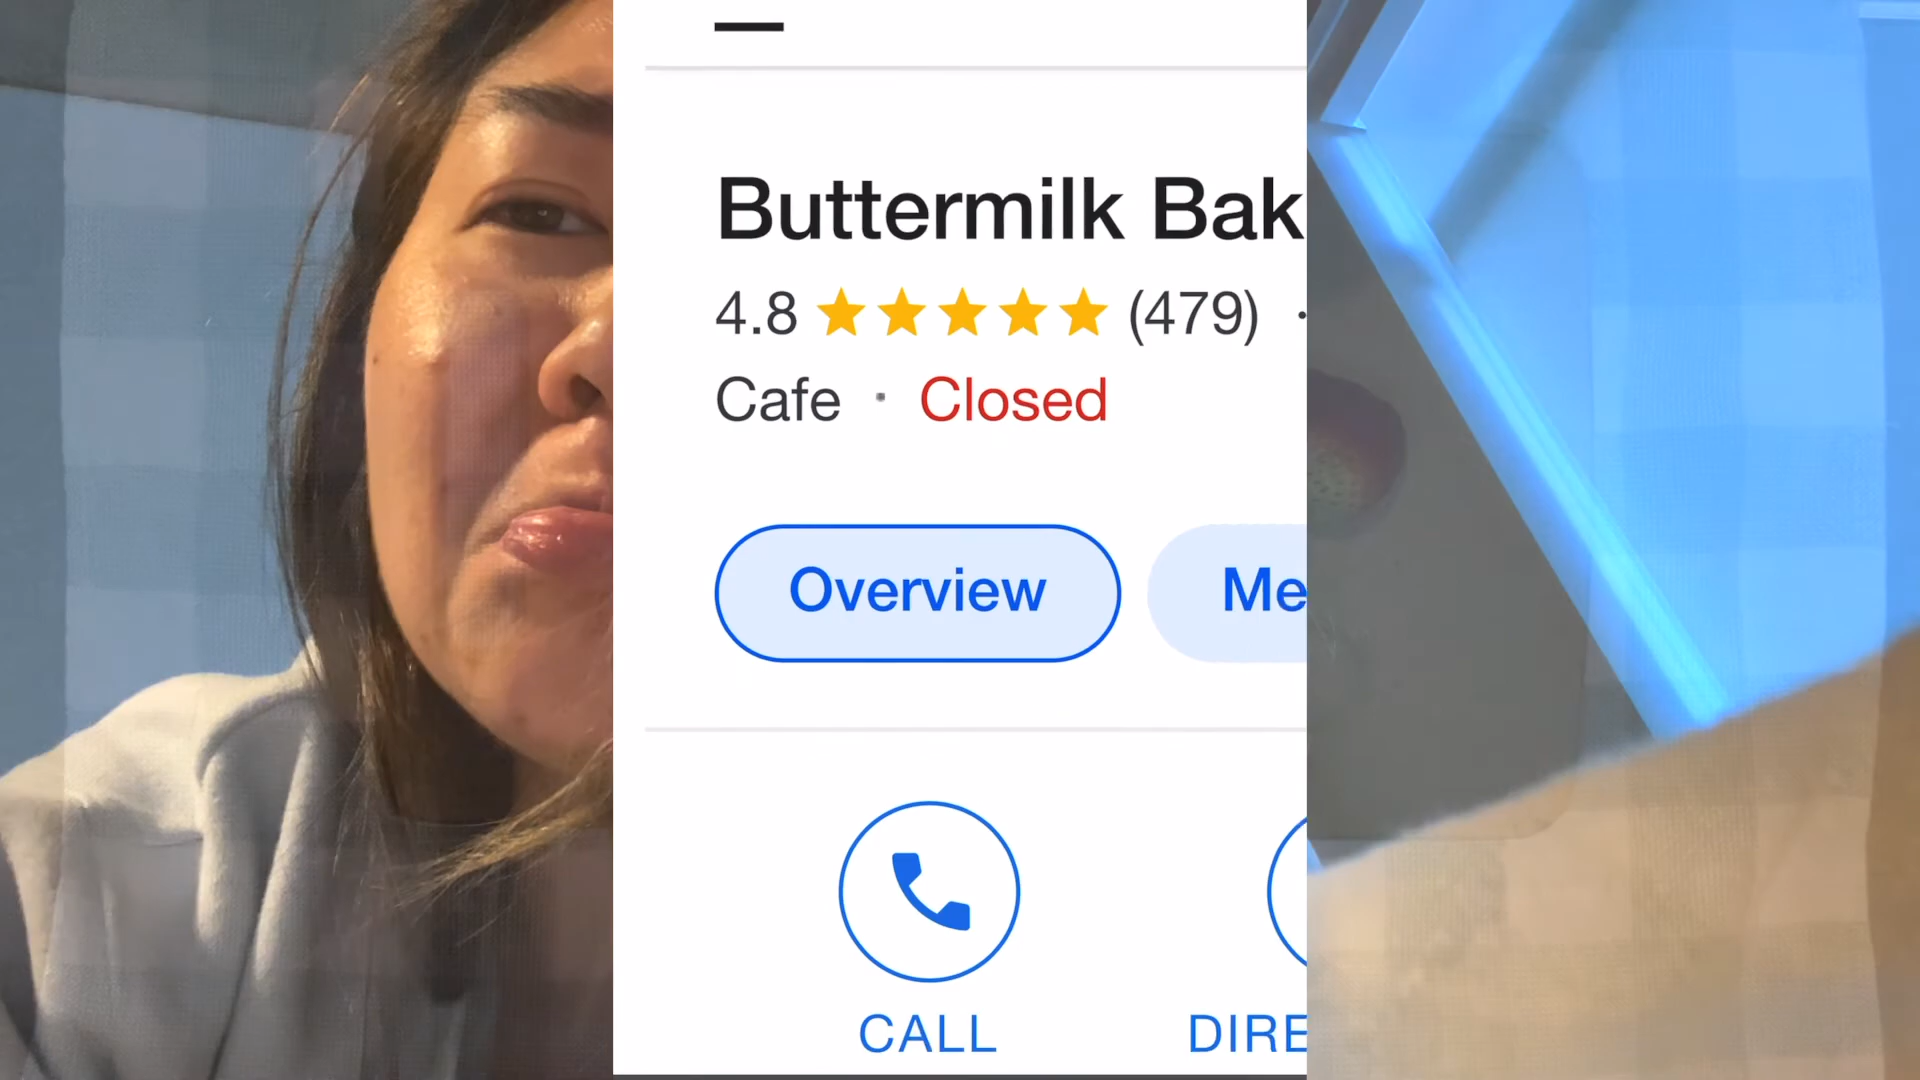 Buttermilk Bak
4.8 (479) ·
Cafe · Closed
Overview Me
CALL DIRE